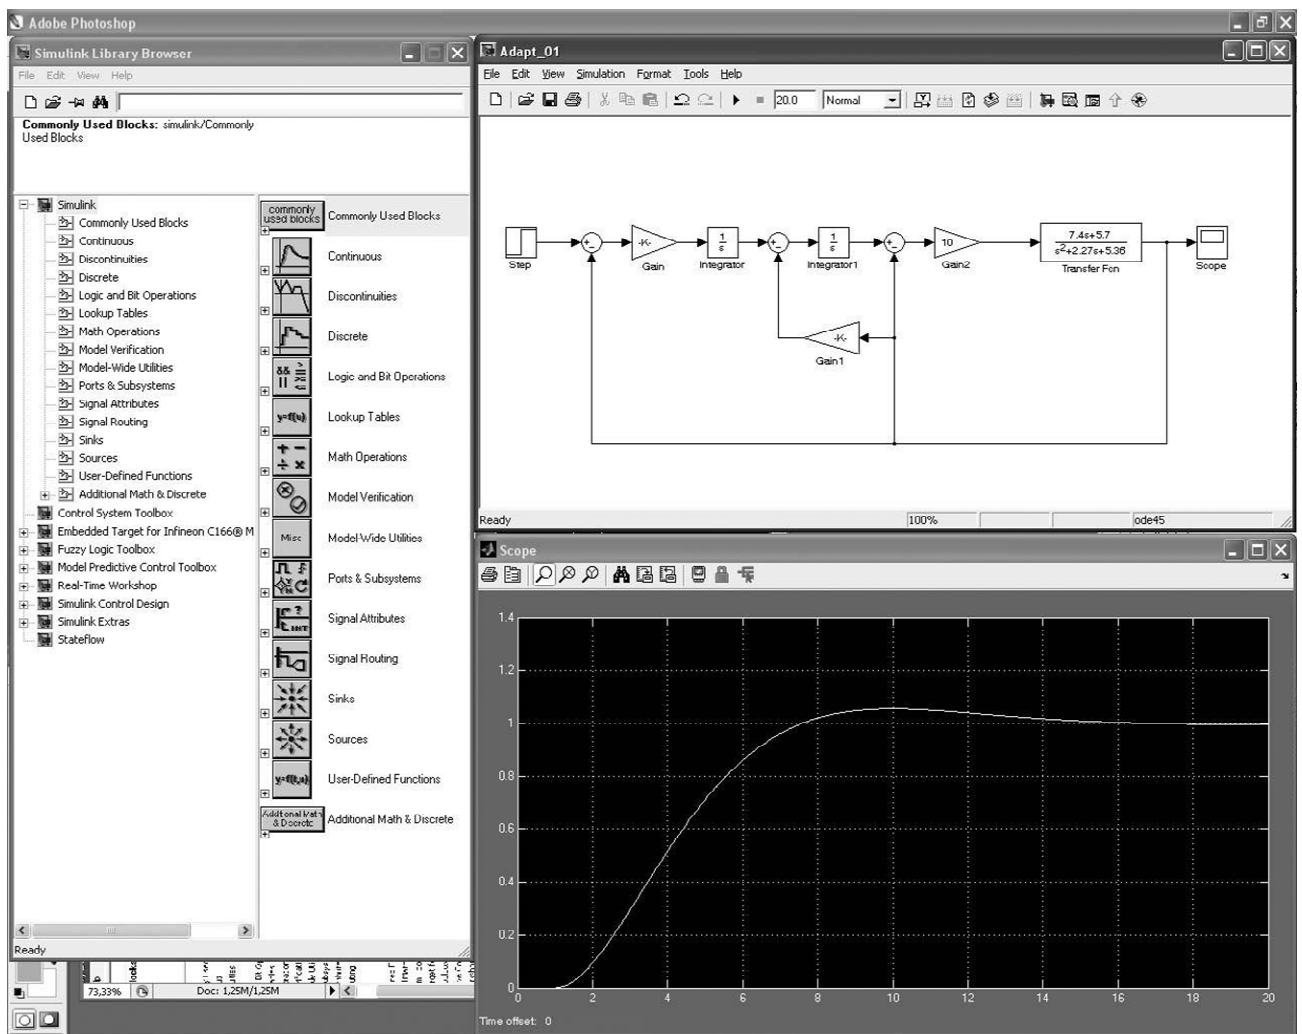 Adobe Photoshop
Simulink Library Browser
File Edit View Help
Commonly Used Blocks: simulink/Commonly
Used Blocks
Simulink
Commonly Used Blocks
Continuous
Discontinuities
Discrete
Logic and Bit Operations
Lookup Tables
Math Operations
Model Verification
Model-Wide Utilities
Ports & Subsystems
Signal Attributes
Signal Routing
Sinks
Sources
User-Defined Functions
Additional Math & Discrete
Control System Toolbox
Embedded Target for Infineon C166® M
Fuzzy Logic Toolbox
Model Predictive Control Toolbox
Real-Time Workshop
Simulink Control Design
Simulink Extras
Stateflow
commonly
used blocks
Commonly Used Blocks
Continuous
Discontinuities
Discrete
Logic and Bit Operations
y=f(u)
Lookup Tables
Math Operations
Model Verification
Misc
Model-Wide Utilities
Ports & Subsystems
Signal Attributes
Signal Routing
Sinks
Sources
y=f(t,u)
User-Defined Functions
Additional Math
& Discrete
Additional Math & Discrete
Ready
73,33%
Doc: 1,25M/1,25M
Adapt_01
File Edit View Simulation Format Tools Help
20.0
Normal
Step
-K-
Gain
1
s
Integrator
1
s
Integrator1
10
Gain2
7.4s+5.7
s2+2.27s+5.36
Transfer Fcn
Scope
-K-
Gain1
Ready
100%
ode45
Scope
1.4
1.2
1
0.8
0.6
0.4
0.2
0
0 2 4 6 8 10 12 14 16 18 20
Time offset: 0